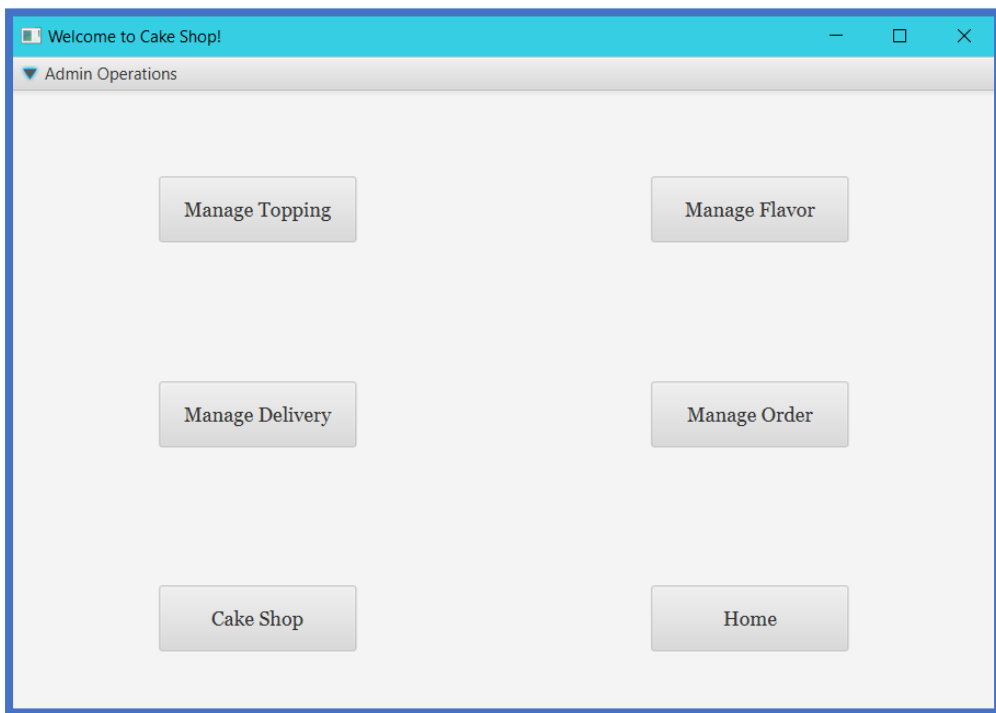 Welcome to Cake Shop!
Admin Operations
Manage Topping
Manage Flavor
Manage Delivery
Manage Order
Cake Shop
Home